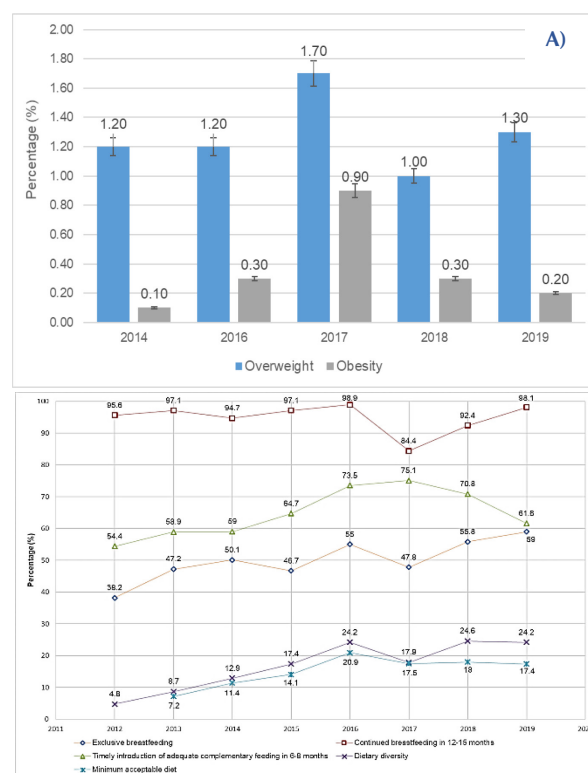 A)
Percentage (%)
2.00
1.80
1.60
1.40
1.20
1.00
0.80
0.60
0.40
0.20
0.00
1.20
0.10
1.20
0.30
1.70
0.90
1.00
0.30
1.30
0.20
2014 2016 2017 2018 2019
Overweight Obesity
Percentage(%)
100
90
80
70
60
50
40
30
20
10
0
95.6 97.1 94.7 97.1 98.9 84.4 92.4 98.1
54.4 58.9 59 64.7 73.5 75.1 70.8 61.6
38.2 47.2 50.1 46.7 55 47.8 55.8 59
4.8 8.7 12.9 17.4 24.2 17.9 24.6 24.2
7.2 11.4 14.1 20.9 17.5 18 17.4
2011 2012 2013 2014 2015 2016 2017 2018 2019
Exclusive breastfeeding Continued breastfeeding in 12-15 months
Timely introduction of adequate complementary feeding in 6-8 months Dietary diversity
Minimum acceptable diet